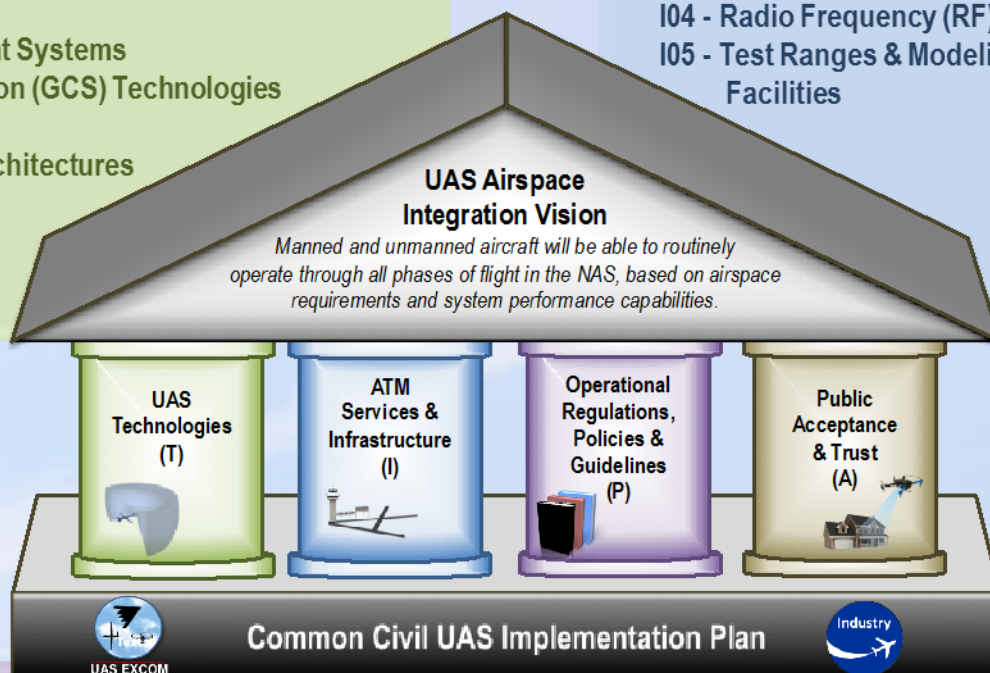 nt Systems
on (GCS) Technologies
chitectures
I04 - Radio Frequency (RF)
I05 - Test Ranges & Modeli
Facilities
UAS Airspace
Integration Vision
Manned and unmanned aircraft will be able to routinely
operate through all phases of flight in the NAS, based on airspace
requirements and system performance capabilities.
UAS
Technologies
(T)
ATM
Services &
Infrastructure
(I)
Operational
Regulations,
Policies &
Guidelines
(P)
Public
Acceptance
& Trust
(A)
UAS EXCOM
Common Civil UAS Implementation Plan
Industry